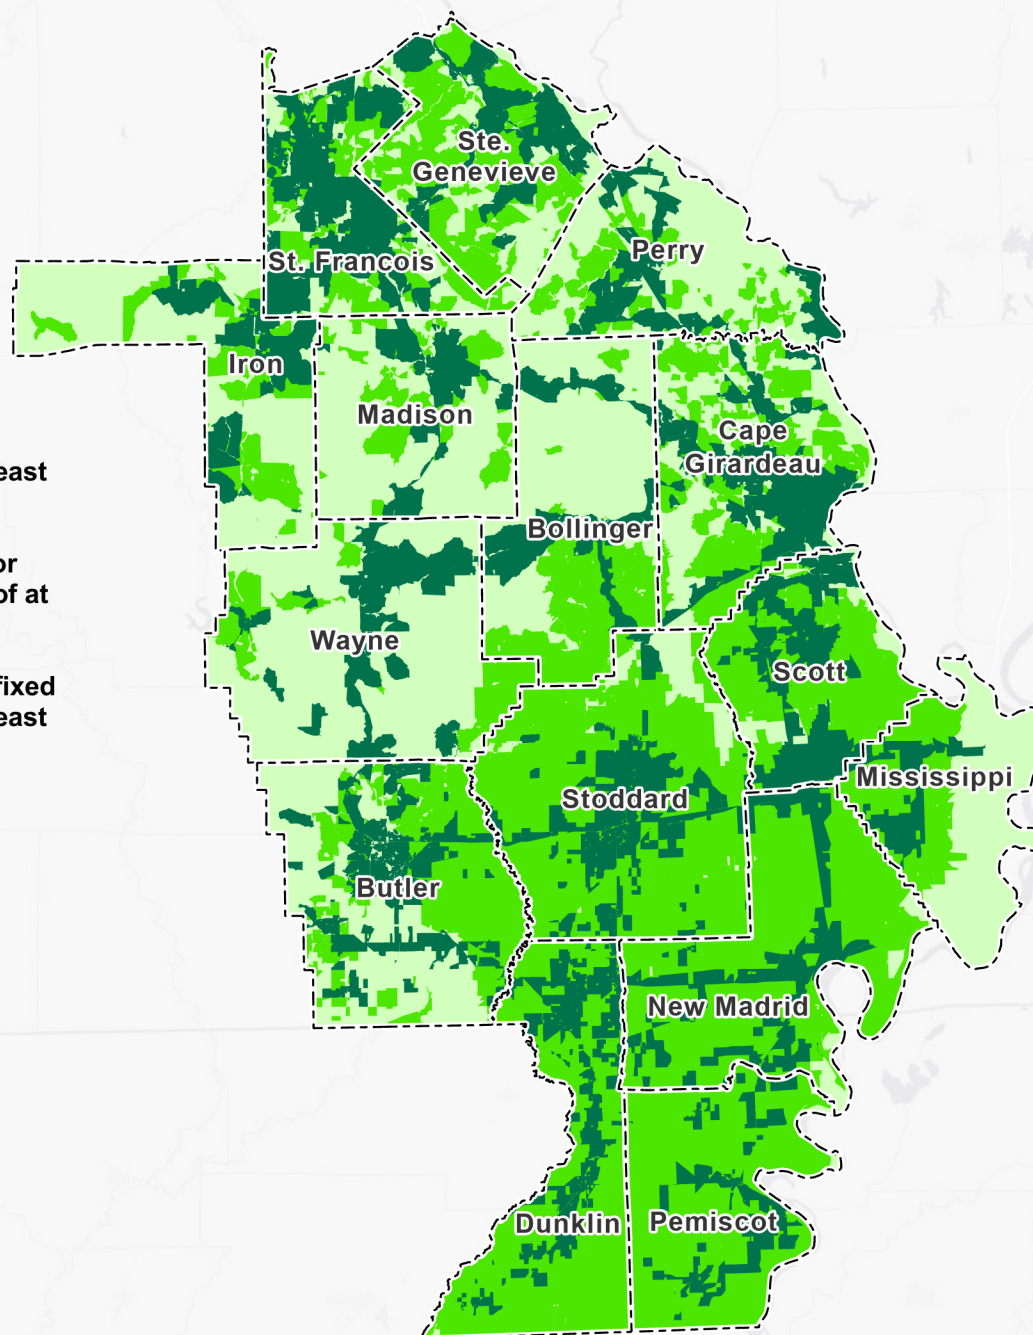 Ste.
Genevieve
St. Francois
Perry
Iron
Madison
Cape
Girardeau
east
Bollinger
or
of at
Wayne
Scott
fixed
east
Mississippi
Stoddard
Butler
New Madrid
Dunklin
Pemiscot